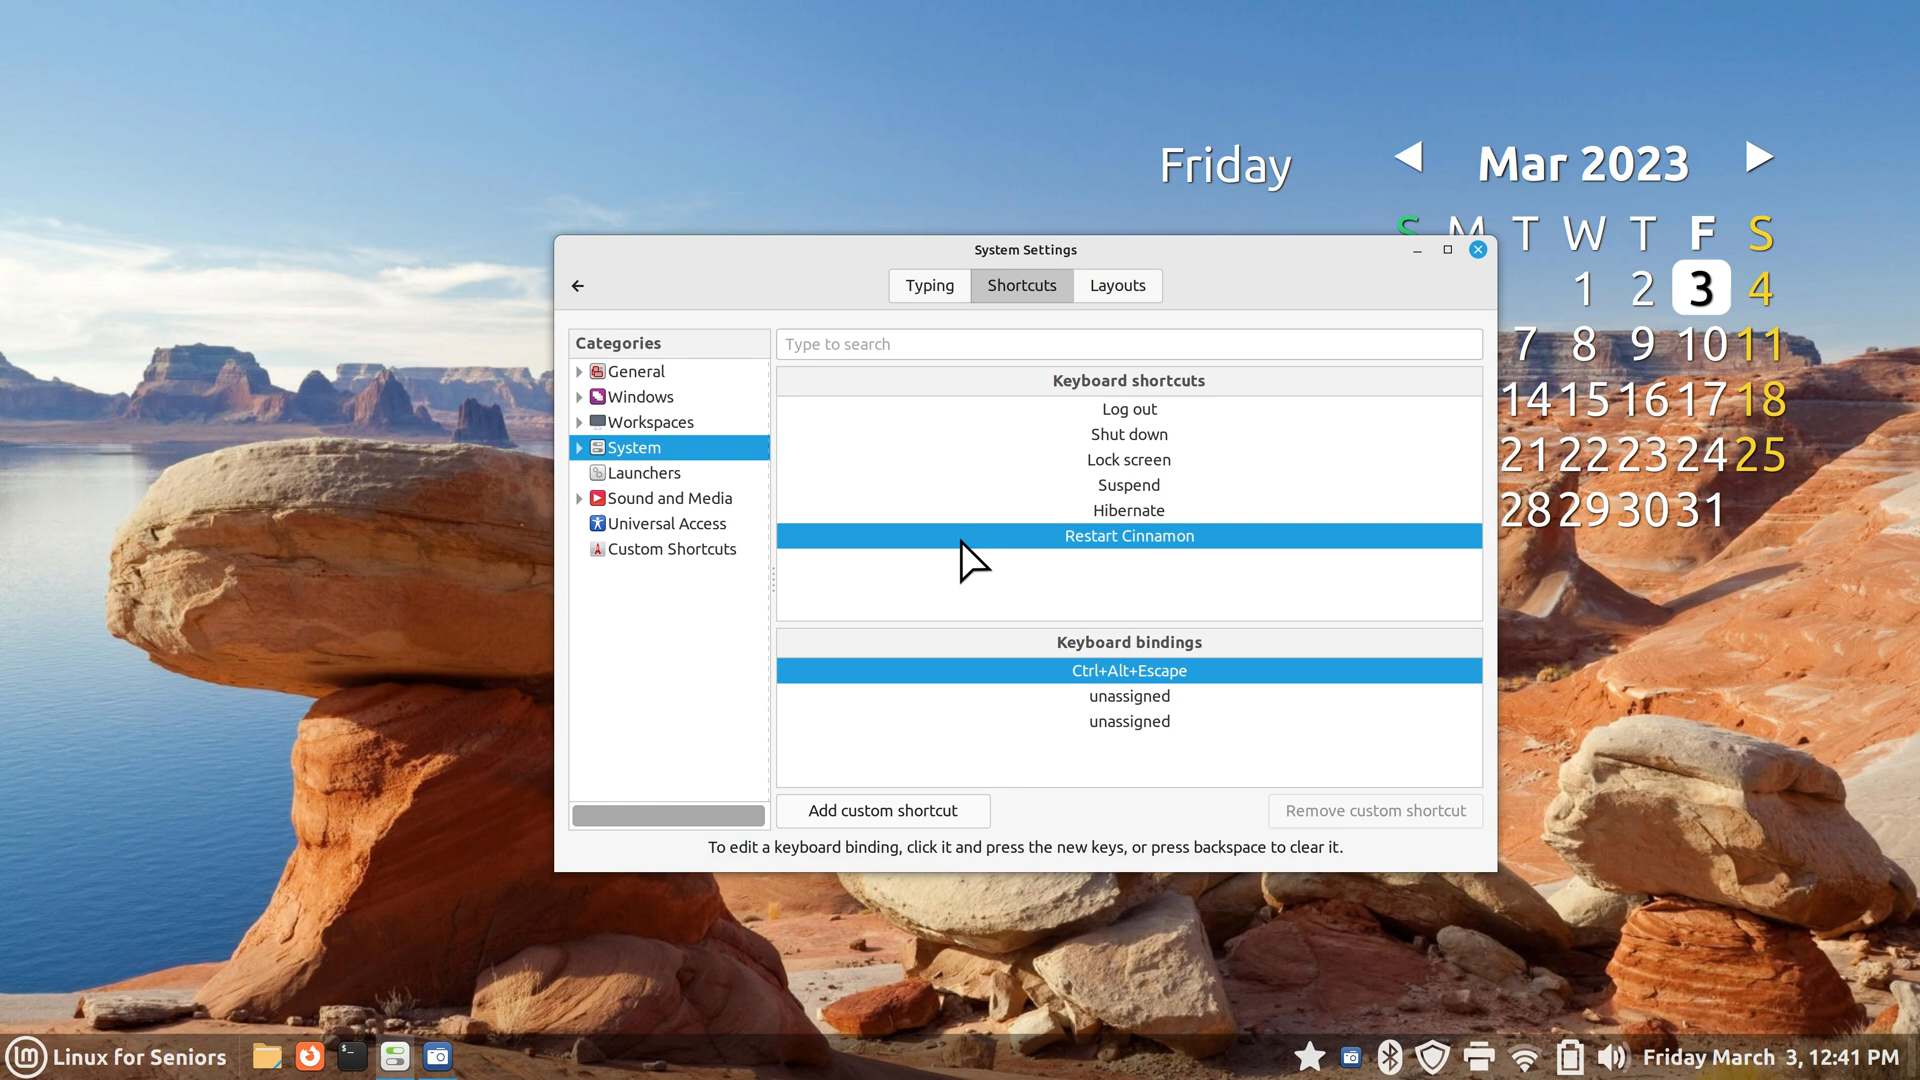 Friday
Mar 2023
S M T W T F S
1 2 3 4
7 8 9 10 11
14 15 16 17 18
21 22 23 24 25
28 29 30 31
System Settings
Typing
Shortcuts
Layouts
Categories
General
Windows
Workspaces
System
Launchers
Sound and Media
Universal Access
Custom Shortcuts
Type to search
Keyboard shortcuts
Log out
Shut down
Lock screen
Suspend
Hibernate
Restart Cinnamon
Keyboard bindings
Ctrl+Alt+Escape
unassigned
unassigned
Add custom shortcut
Remove custom shortcut
To edit a keyboard binding, click it and press the new keys, or press backspace to clear it.
Linux for Seniors
Friday March 3, 12:41 PM